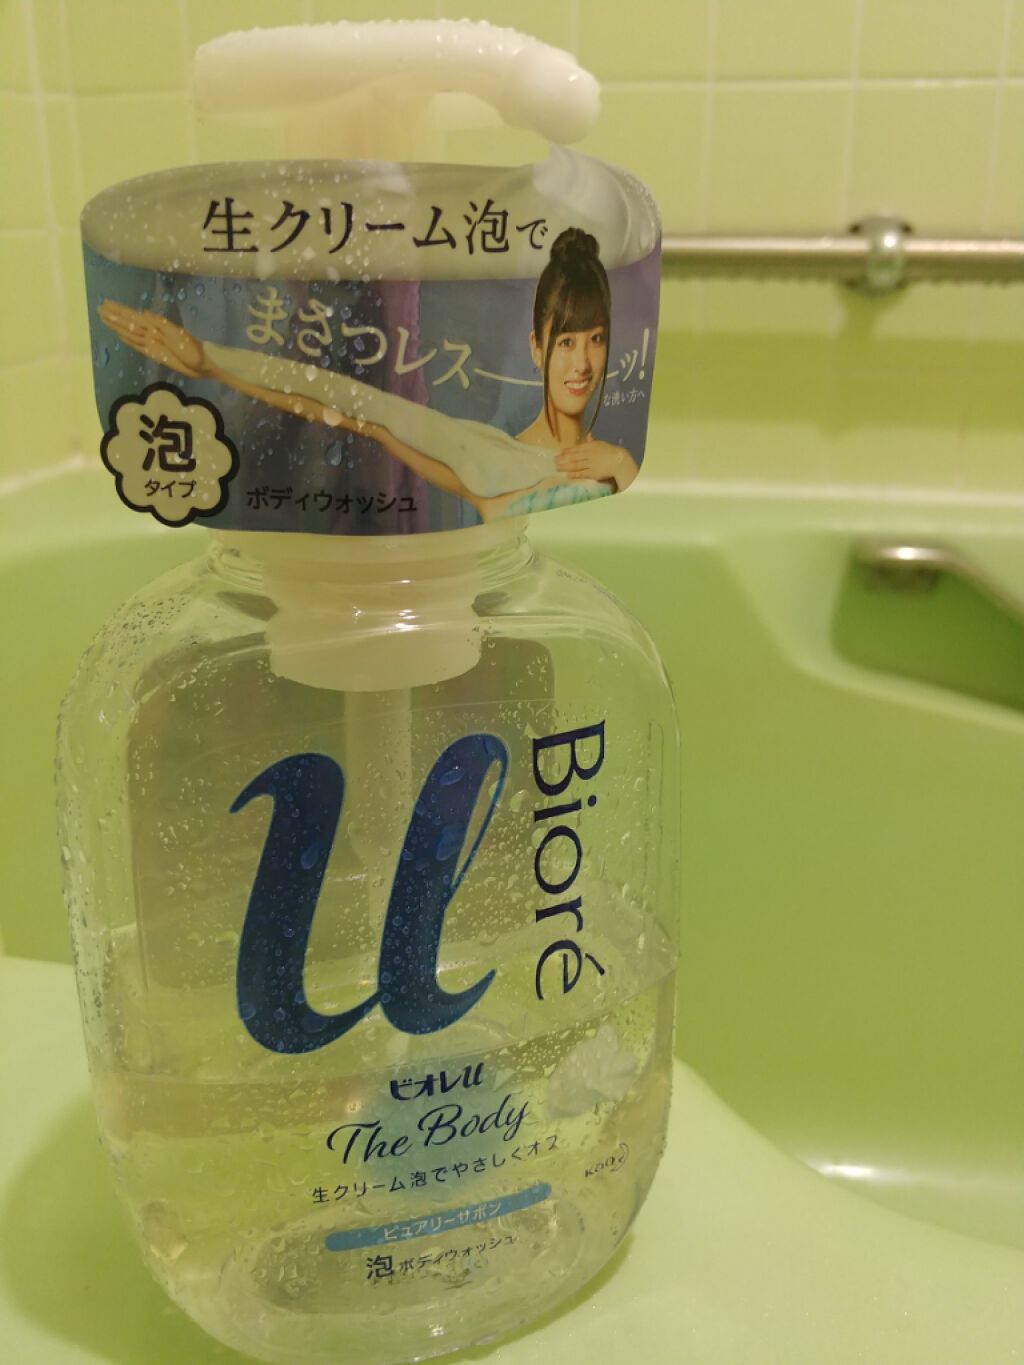 生クリーム泡で
まさつレスーッ!
な洗い方へ
泡
タイプ
ボディウォッシュ
u
Bioré
ビオレu
The Body
生クリーム泡でやさしくオフ
Kao
ピュアリーサボン
泡ボディウォッシュ